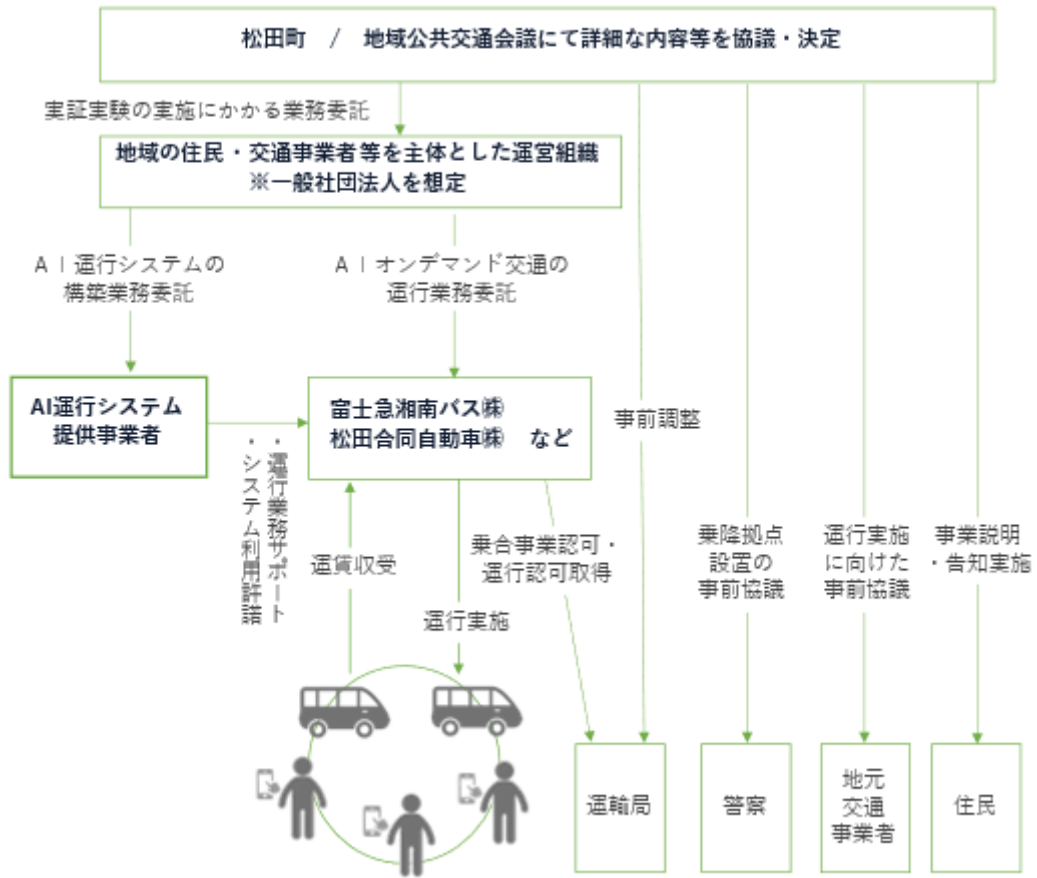 松田町　/　地域公共交通会議にて詳細な内容等を協議・決定
実証実験の実施にかかる業務委託
地域の住民・交通事業者等を主体とした運営組織
※一般社団法人を想定
ＡＩ運行システムの
構築業務委託
ＡＩオンデマンド交通の
運行業務委託
AI運行システム
提供事業者
富士急湘南バス㈱
松田合同自動車㈱　など
事前調整
・運行業務サポート
・システム利用許諾
運賃収受
運行実施
乗合事業認可・
運行認可取得
乗降拠点
設置の
事前協議
運行実施
に向けた
事前協議
事業説明
・告知実施
運輸局
警察
地元
交通
事業者
住民